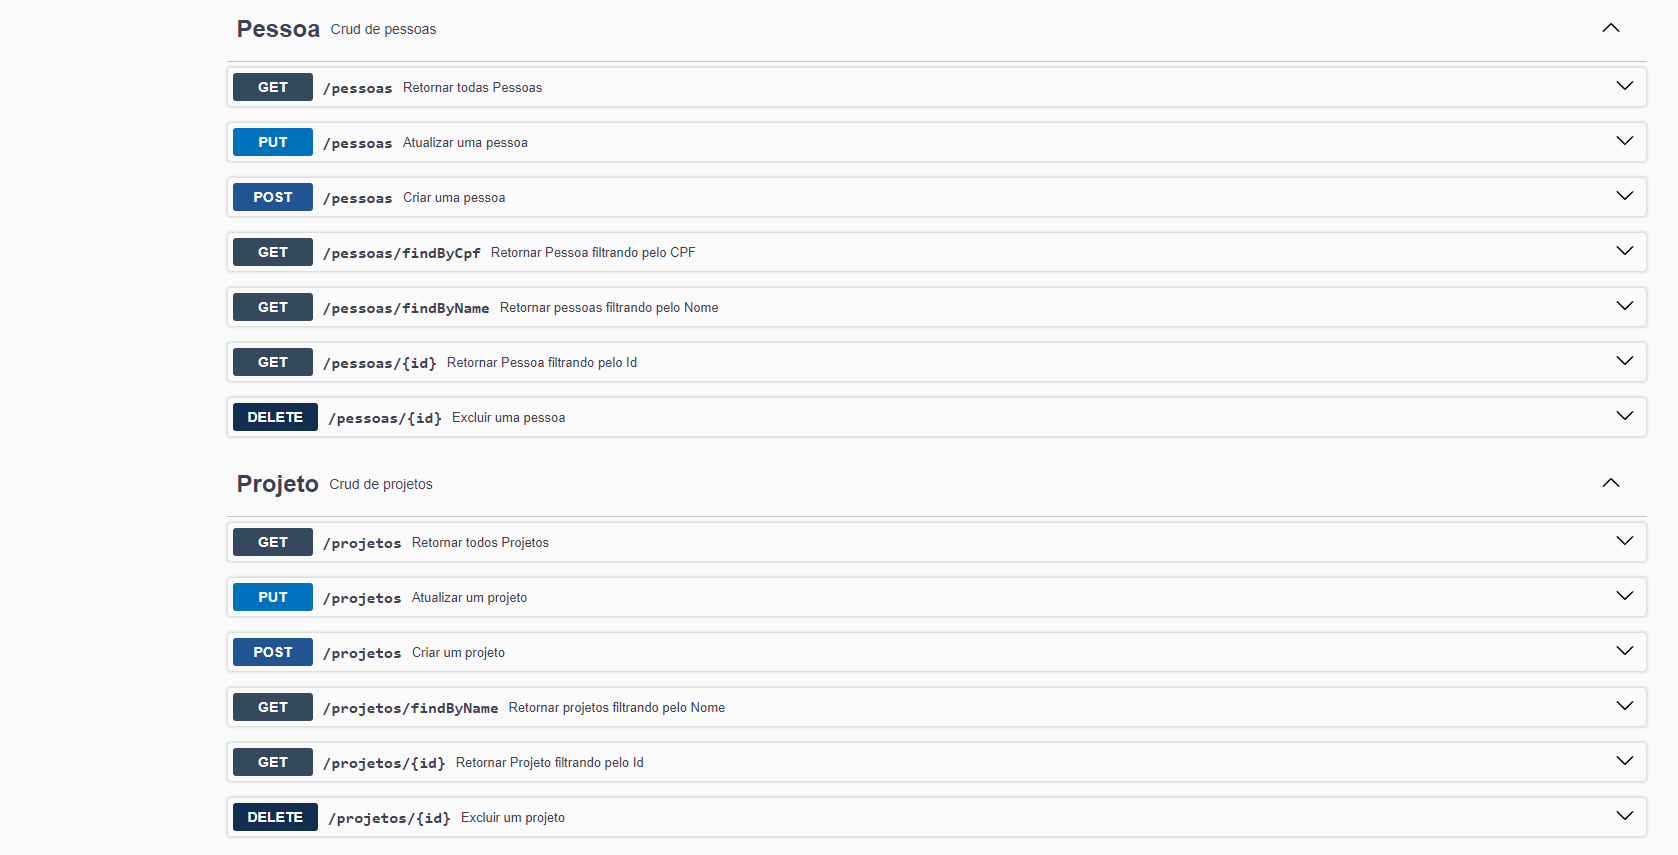 Pessoa Crud de pessoas
GET /pessoas Retornar todas Pessoas
PUT /pessoas Atualizar uma pessoa
POST /pessoas Criar uma pessoa
GET /pessoas/findByCpf Retornar Pessoa filtrando pelo CPF
GET /pessoas/findByName Retornar pessoas filtrando pelo Nome
GET /pessoas/{id} Retornar Pessoa filtrando pelo Id
DELETE /pessoas/{id} Excluir uma pessoa
Projeto Crud de projetos
GET /projetos Retornar todos Projetos
PUT /projetos Atualizar um projeto
POST /projetos Criar um projeto
GET /projetos/findByName Retornar projetos filtrando pelo Nome
GET /projetos/{id} Retornar Projeto filtrando pelo Id
DELETE /projetos/{id} Excluir um projeto